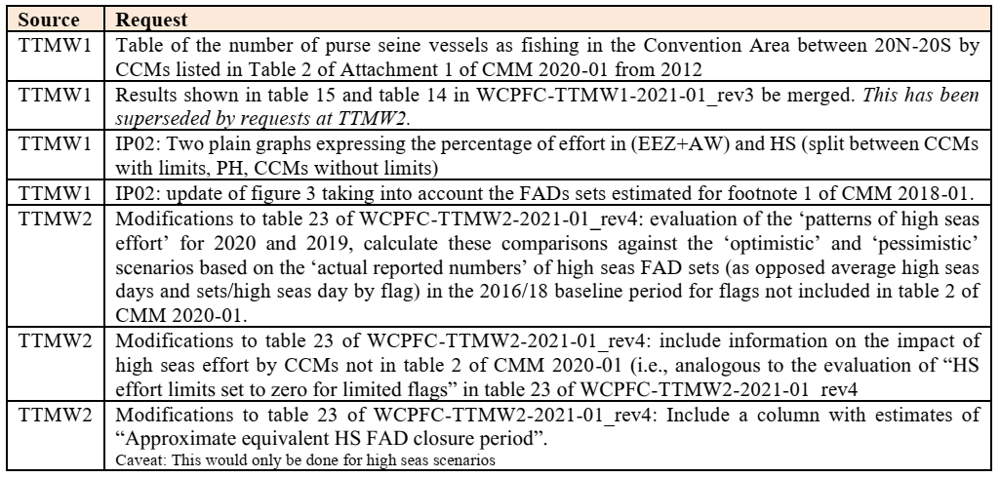 Source Request
TTMW1 Table of the number of purse seine vessels as fishing in the Convention Area between 20N-20S by
CCMs listed in Table 2 of Attachment 1 of CMM 2020-01 from 2012
TTMW1 Results shown in table 15 and table 14 in WCPFC-TTMW1-2021-01_rev3 be merged. This has been
superseded by requests at TTMW2.
TTMW1 IP02: Two plain graphs expressing the percentage of effort in (EEZ+AW) and HS (split between CCMs
with limits, PH, CCMs without limits)
TTMW1 IP02: update of figure 3 taking into account the FADs sets estimated for footnote 1 of CMM 2018-01.
TTMW2 Modifications to table 23 of WCPFC-TTMW2-2021-01_rev4: evaluation of the ‘patterns of high seas
effort’ for 2020 and 2019, calculate these comparisons against the ‘optimistic’ and ‘pessimistic’
scenarios based on the ‘actual reported numbers’ of high seas FAD sets (as opposed average high seas
days and sets/high seas day by flag) in the 2016/18 baseline period for flags not included in table 2 of
CMM 2020-01.
TTMW2 Modifications to table 23 of WCPFC-TTMW2-2021-01_rev4: include information on the impact of
high seas effort by CCMs not in table 2 of CMM 2020-01 (i.e., analogous to the evaluation of “HS
effort limits set to zero for limited flags” in table 23 of WCPFC-TTMW2-2021-01_rev4
TTMW2 Modifications to table 23 of WCPFC-TTMW2-2021-01_rev4: Include a column with estimates of
“Approximate equivalent HS FAD closure period”.
Caveat: This would only be done for high seas scenarios